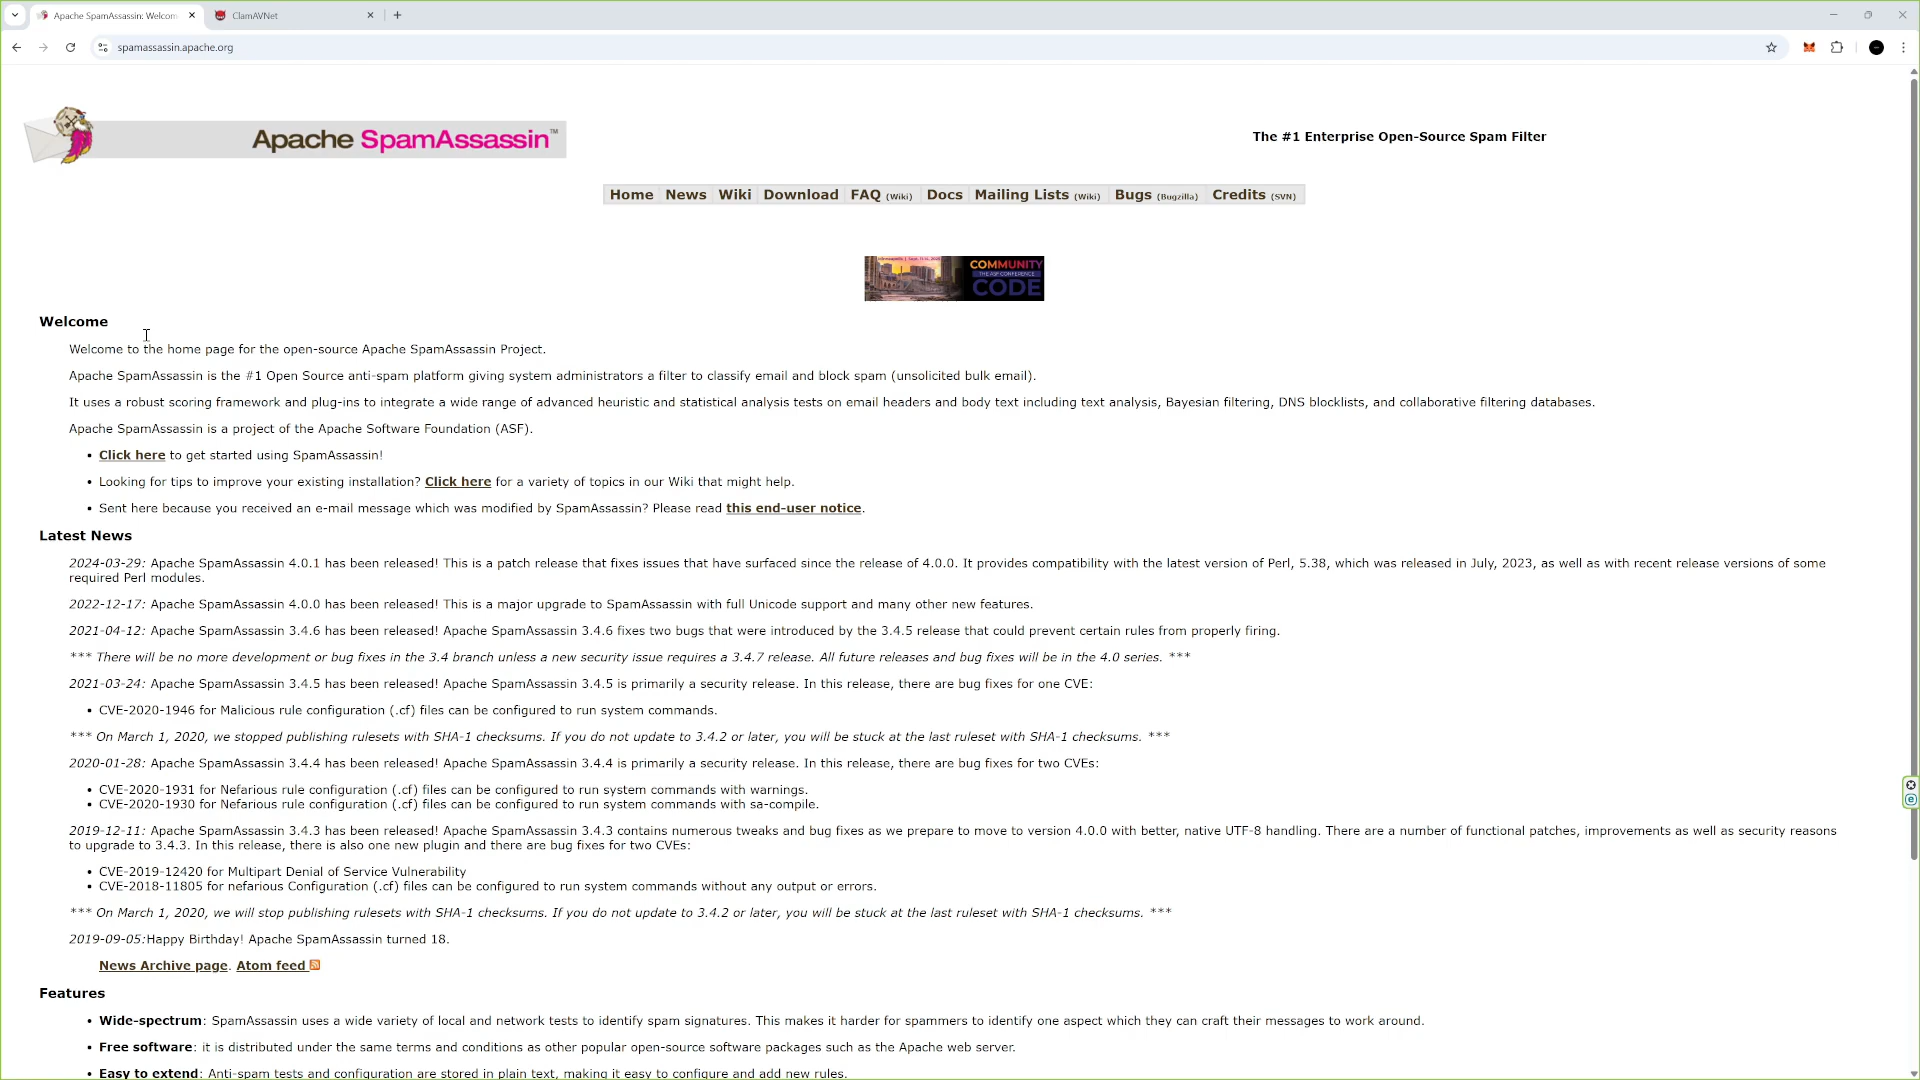 Apache SpamAssassin: Welcom
ClamAVNet
spamassassin.apache.org
Apache SpamAssassin™
The #1 Enterprise Open-Source Spam Filter
Home News Wiki Download FAQ (Wiki) Docs Mailing Lists (Wiki) Bugs (Bugzilla) Credits (SVN)
COMMUNITY
THE ASF CONFERENCE
CODE
Welcome
Welcome to the home page for the open-source Apache SpamAssassin Project.
Apache SpamAssassin is the #1 Open Source anti-spam platform giving system administrators a filter to classify email and block spam (unsolicited bulk email).
It uses a robust scoring framework and plug-ins to integrate a wide range of advanced heuristic and statistical analysis tests on email headers and body text including text analysis, Bayesian filtering, DNS blocklists, and collaborative filtering databases.
Apache SpamAssassin is a project of the Apache Software Foundation (ASF).
• Click here to get started using SpamAssassin!
• Looking for tips to improve your existing installation? Click here for a variety of topics in our Wiki that might help.
• Sent here because you received an e-mail message which was modified by SpamAssassin? Please read this end-user notice.
Latest News
2024-03-29: Apache SpamAssassin 4.0.1 has been released! This is a patch release that fixes issues that have surfaced since the release of 4.0.0. It provides compatibility with the latest version of Perl, 5.38, which was released in July, 2023, as well as with recent release versions of some
required Perl modules.
2022-12-17: Apache SpamAssassin 4.0.0 has been released! This is a major upgrade to SpamAssassin with full Unicode support and many other new features.
2021-04-12: Apache SpamAssassin 3.4.6 has been released! Apache SpamAssassin 3.4.6 fixes two bugs that were introduced by the 3.4.5 release that could prevent certain rules from properly firing.
*** There will be no more development or bug fixes in the 3.4 branch unless a new security issue requires a 3.4.7 release. All future releases and bug fixes will be in the 4.0 series. ***
2021-03-24: Apache SpamAssassin 3.4.5 has been released! Apache SpamAssassin 3.4.5 is primarily a security release. In this release, there are bug fixes for one CVE:
• CVE-2020-1946 for Malicious rule configuration (.cf) files can be configured to run system commands.
*** On March 1, 2020, we stopped publishing rulesets with SHA-1 checksums. If you do not update to 3.4.2 or later, you will be stuck at the last ruleset with SHA-1 checksums. ***
2020-01-28: Apache SpamAssassin 3.4.4 has been released! Apache SpamAssassin 3.4.4 is primarily a security release. In this release, there are bug fixes for two CVEs:
• CVE-2020-1931 for Nefarious rule configuration (.cf) files can be configured to run system commands with warnings.
• CVE-2020-1930 for Nefarious rule configuration (.cf) files can be configured to run system commands with sa-compile.
2019-12-11: Apache SpamAssassin 3.4.3 has been released! Apache SpamAssassin 3.4.3 contains numerous tweaks and bug fixes as we prepare to move to version 4.0.0 with better, native UTF-8 handling. There are a number of functional patches, improvements as well as security reasons
to upgrade to 3.4.3. In this release, there is also one new plugin and there are bug fixes for two CVEs:
• CVE-2019-12420 for Multipart Denial of Service Vulnerability
• CVE-2018-11805 for nefarious Configuration (.cf) files can be configured to run system commands without any output or errors.
*** On March 1, 2020, we will stop publishing rulesets with SHA-1 checksums. If you do not update to 3.4.2 or later, you will be stuck at the last ruleset with SHA-1 checksums. ***
2019-09-05:Happy Birthday! Apache SpamAssassin turned 18.
News Archive page. Atom feed
Features
• Wide-spectrum: SpamAssassin uses a wide variety of local and network tests to identify spam signatures. This makes it harder for spammers to identify one aspect which they can craft their messages to work around.
• Free software: it is distributed under the same terms and conditions as other popular open-source software packages such as the Apache web server.
• Easy to extend: Anti-spam tests and configuration are stored in plain text, making it easy to configure and add new rules.